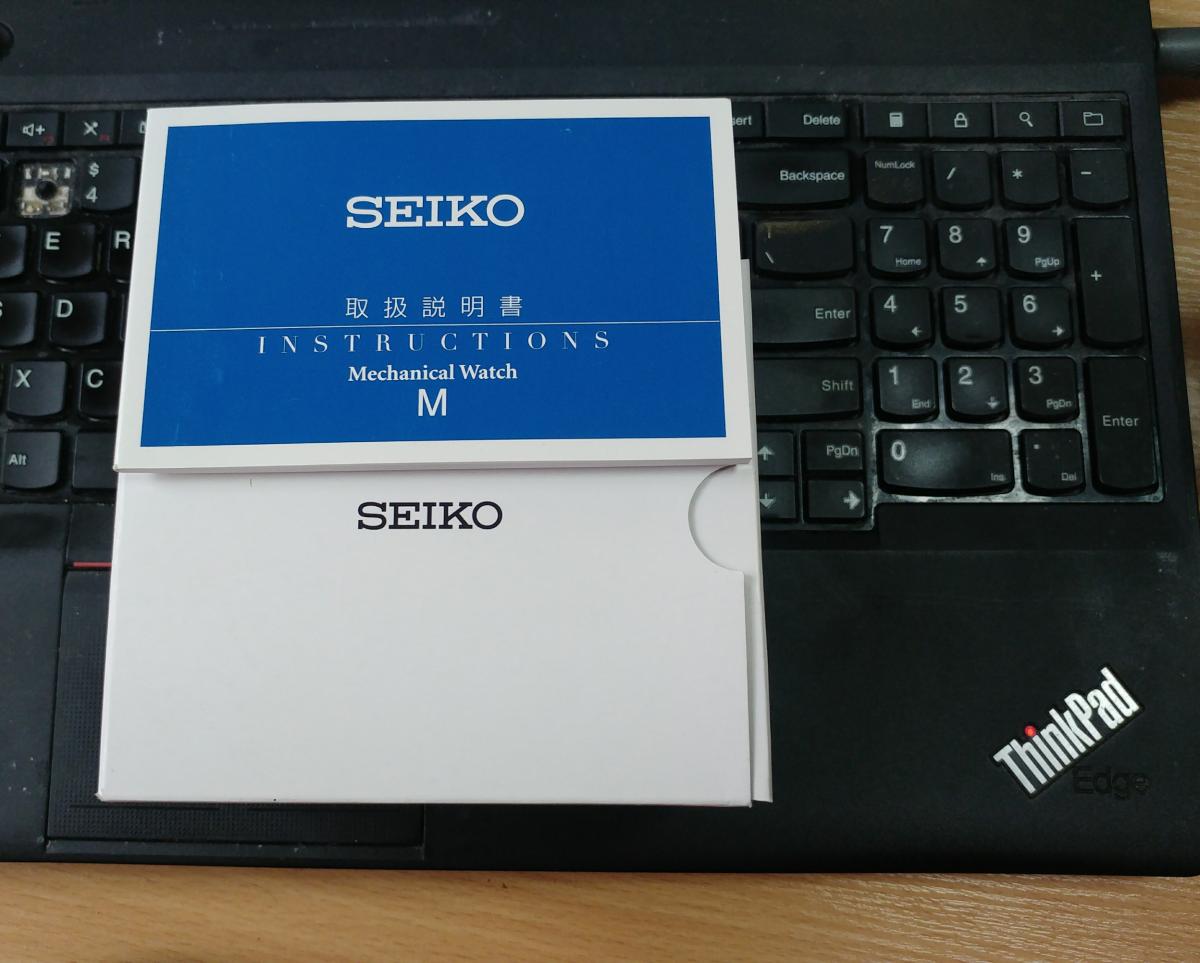 SEIKO
取扱説明書
INSTRUCTIONS
Mechanical Watch
M
SEIKO
Delete
$
4
Backspace
NumLock
/
*
-
E
R
\
7
Home
8
9
PgUp
+
D
Enter
4
5
6
X
C
Shift
1
End
2
3
PgDn
Enter
Alt
PgDn
0
Ins
.
Del
ThinkPad
Edge